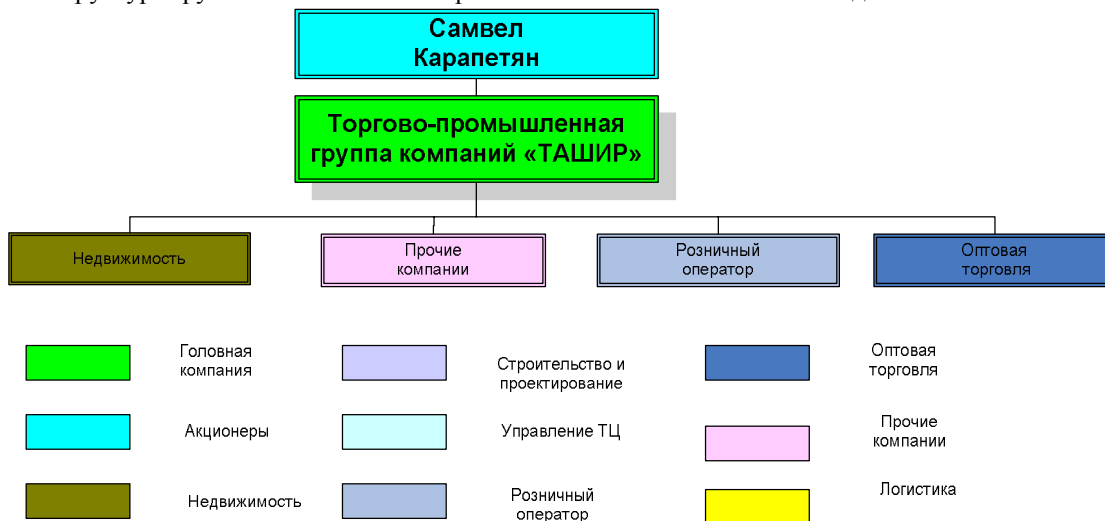 Самвел
Карапетян
Торгово-промышленная
группа компаний «ТАШИР»
Недвижимость
Прочие
компании
Розничный
оператор
Оптовая
торговля
Головная
компания
Строительство и
проектирование
Оптовая
торговля
Акционеры
Управление ТЦ
Прочие
компании
Недвижимость
Розничный
оператор
Логистика